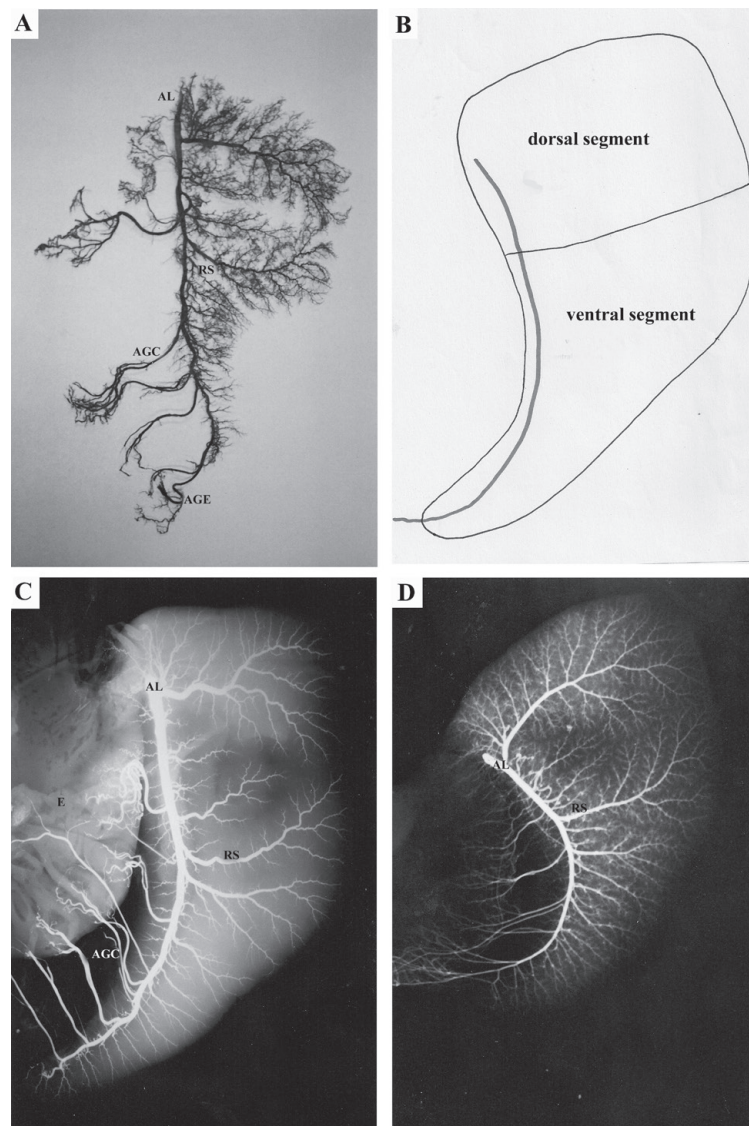 A
AL
RS
AGC
AGE
B
dorsal segment
ventral segment
C
AL
E
RS
AGC
D
AL
RS